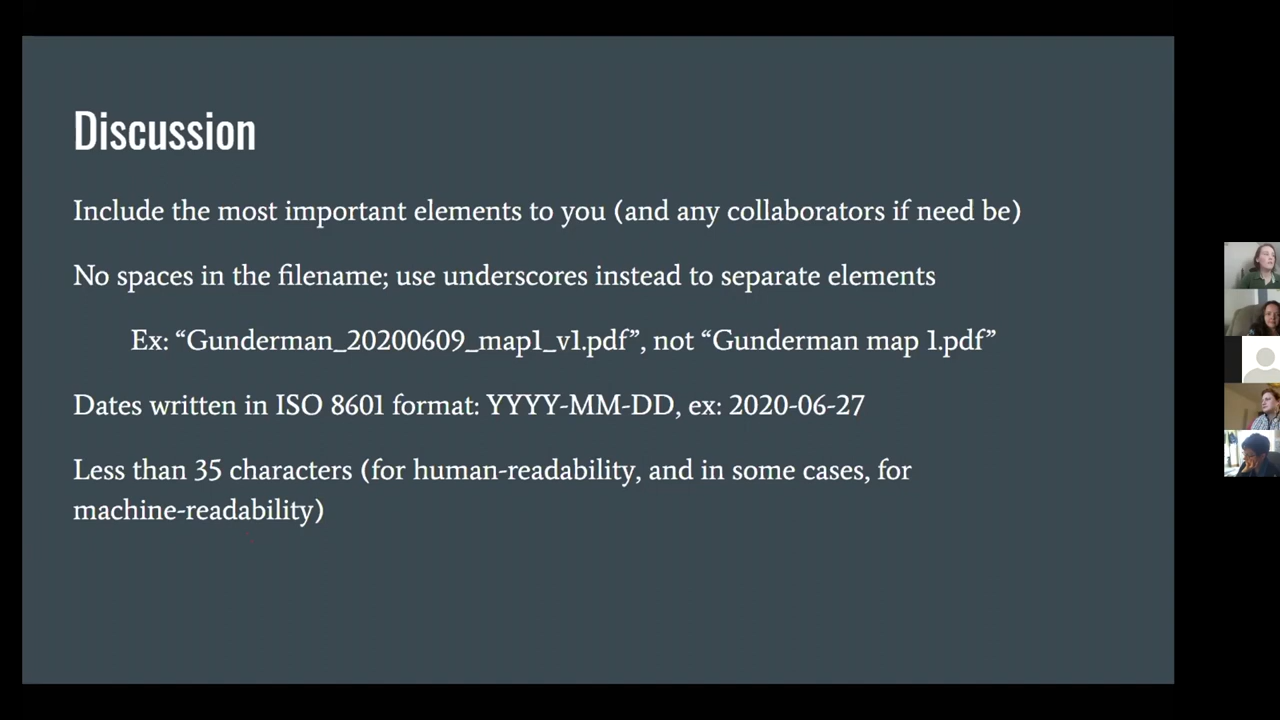 Discussion
Include the most important elements to you (and any collaborators if need be)
No spaces in the filename; use underscores instead to separate elements
Ex: “Gunderman_20200609_map1_v1.pdf”, not “Gunderman map 1.pdf”
Dates written in ISO 8601 format: YYYY-MM-DD, ex: 2020-06-27
Less than 35 characters (for human-readability, and in some cases, for
machine-readability)